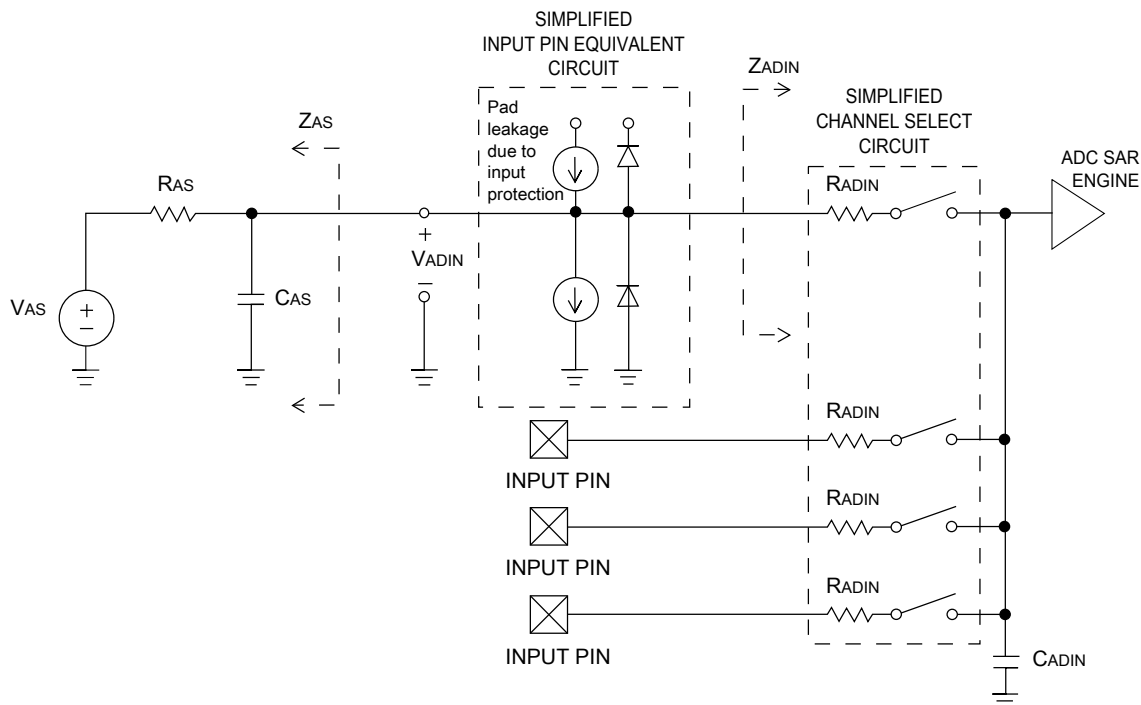 SIMPLIFIED
INPUT PIN EQUIVALENT
CIRCUIT
Pad
leakage
due to
input
protection
ZAS
ZADIN
SIMPLIFIED
CHANNEL SELECT
CIRCUIT
ADC SAR
ENGINE
RAS
RADIN
+
VADIN
–
CAS
VAS
+
–
RADIN
INPUT PIN
RADIN
INPUT PIN
RADIN
INPUT PIN
CADIN